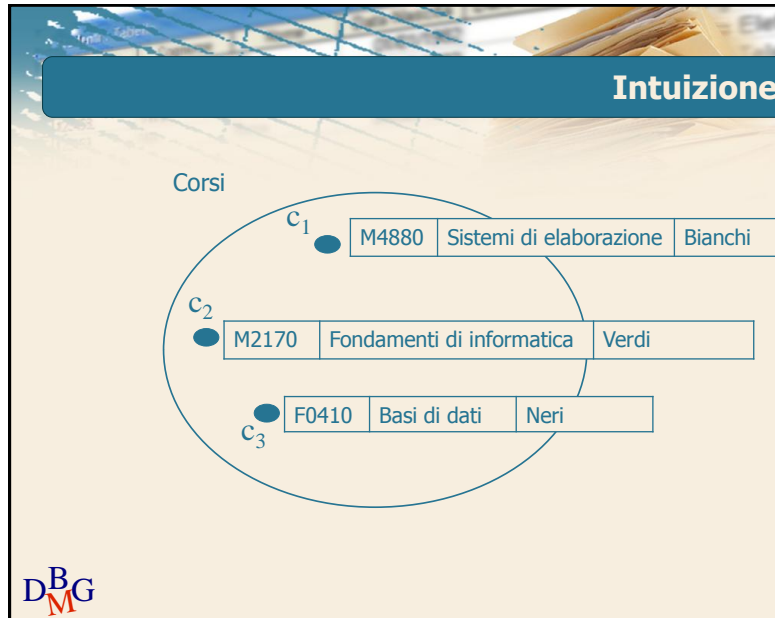 Intuizione
Corsi
c1
M4880 Sistemi di elaborazione Bianchi
c2
M2170 Fondamenti di informatica Verdi
F0410 Basi di dati Neri
c3
DBMG